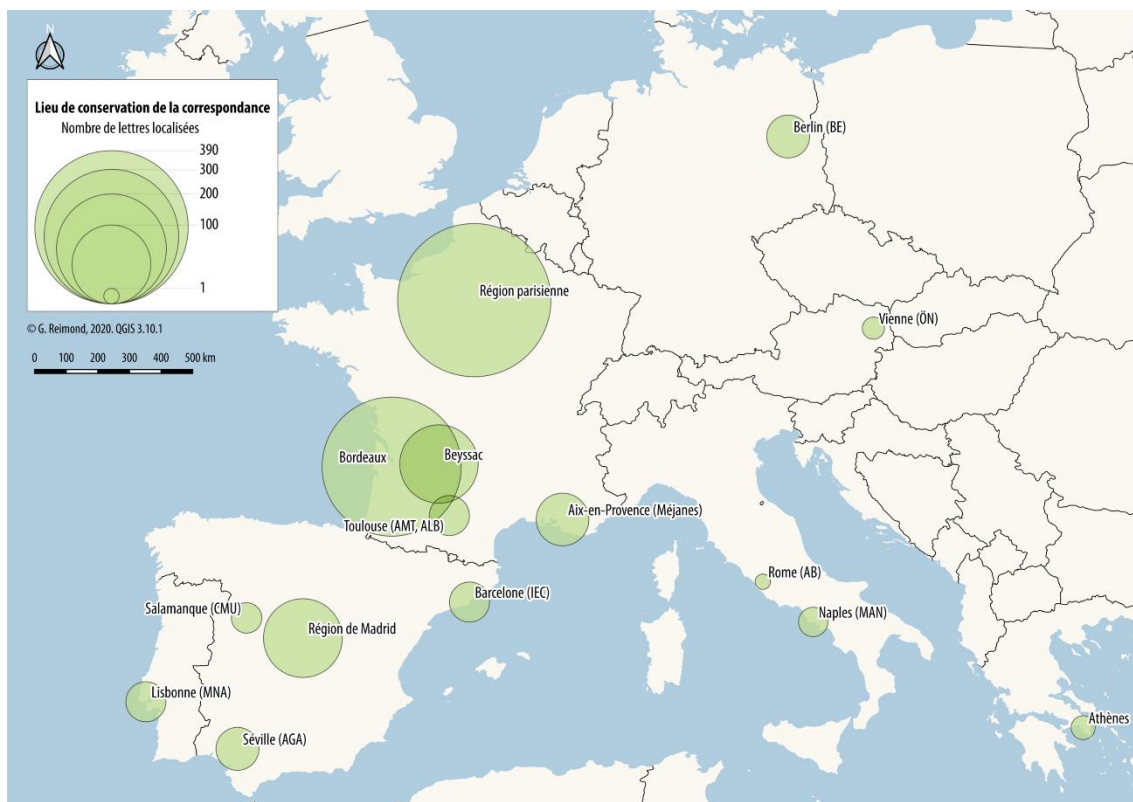 N
Lieu de conservation de la correspondance
Nombre de lettres localisées
390
300
200
100
1
© G. Reimond, 2020. QGIS 3.10.1
0 100 200 300 400 500 km
Berlin (BE)
Région parisienne
Vienne (ÖN)
Bordeaux
Beyssac
Toulouse (AMT, ALB)
Aix-en-Provence (Méjanes)
Rome (AB)
Barcelone (IEC)
Salamanque (CMU)
Naples (MAN)
Région de Madrid
Lisbonne (MNA)
Athènes
Séville (AGA)